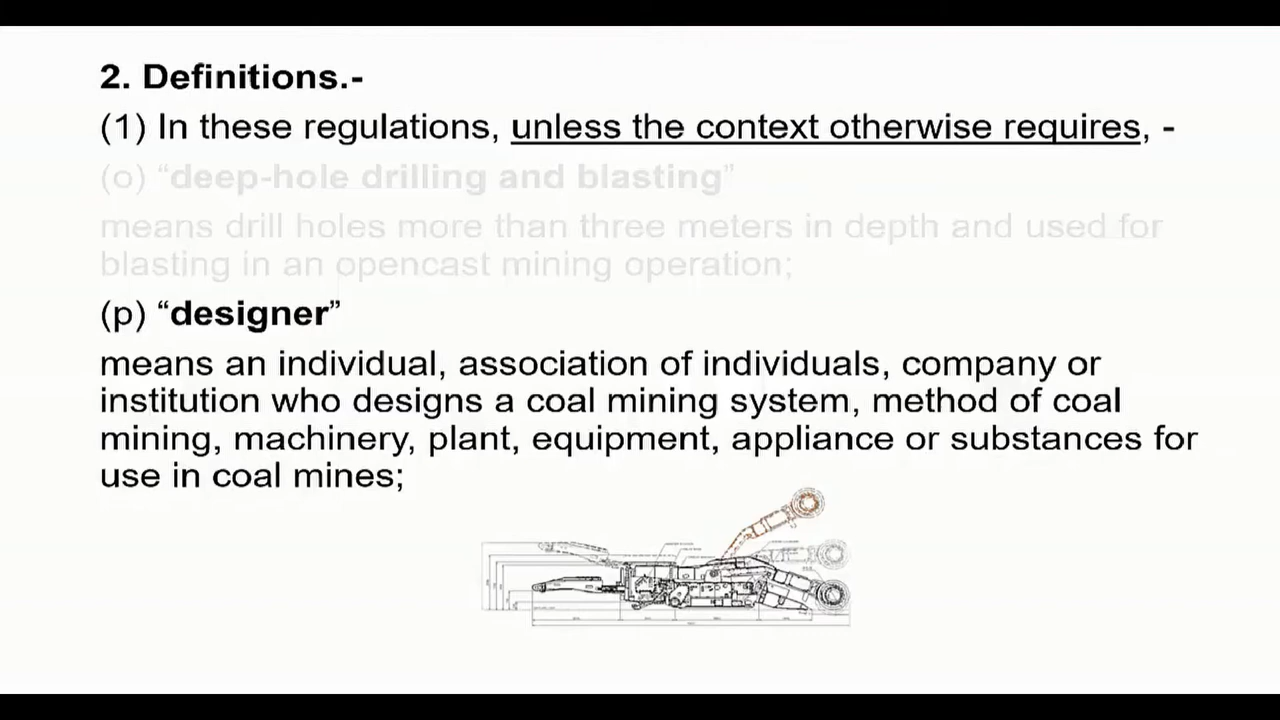 2. Definitions.-
(1) In these regulations, unless the context otherwise requires, -
(o) “deep-hole drilling and blasting”
means drill holes more than three meters in depth and used for
blasting in an opencast mining operation;
(p) “designer”
means an individual, association of individuals, company or
institution who designs a coal mining system, method of coal
mining, machinery, plant, equipment, appliance or substances for
use in coal mines;